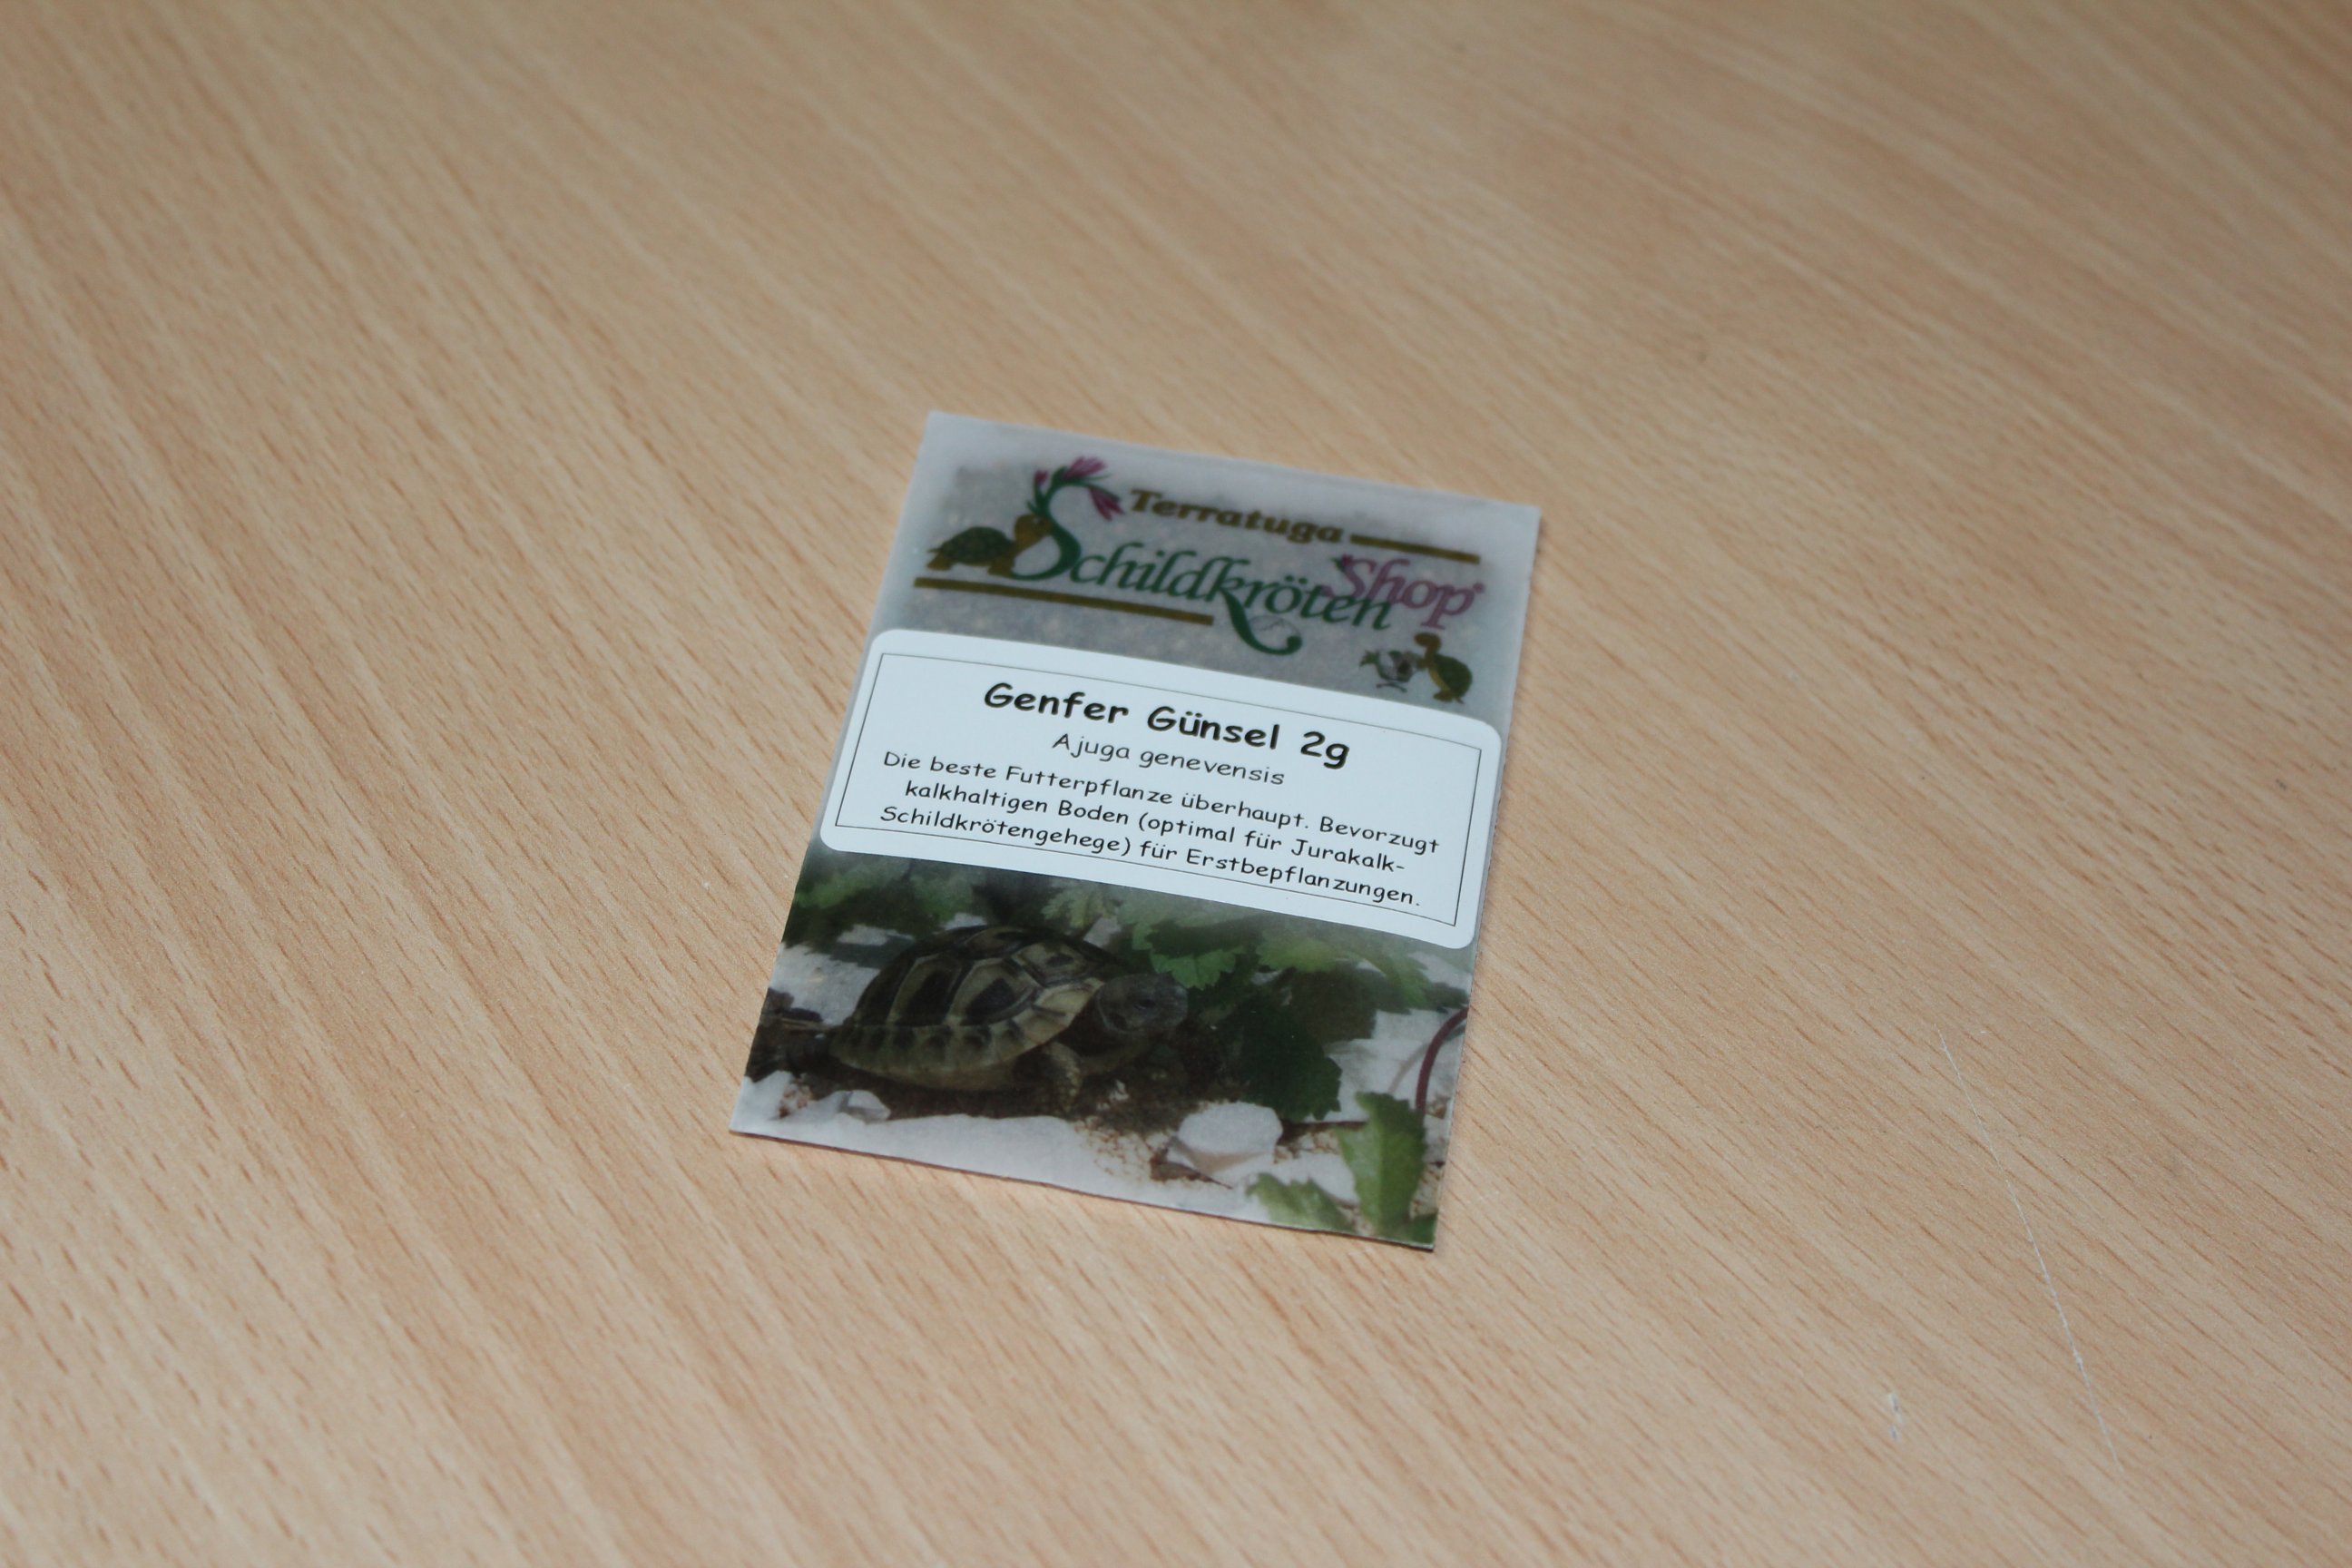 Terratuga
Schildkröten Shop
Genfer Günsel 2g
Ajuga genevensis
Die beste Futterpflanze überhaupt. Bevorzugt
kalkhaltigen Boden (optimal für Jurakalk-
Schildkrötengehege) für Erstbepflanzungen.